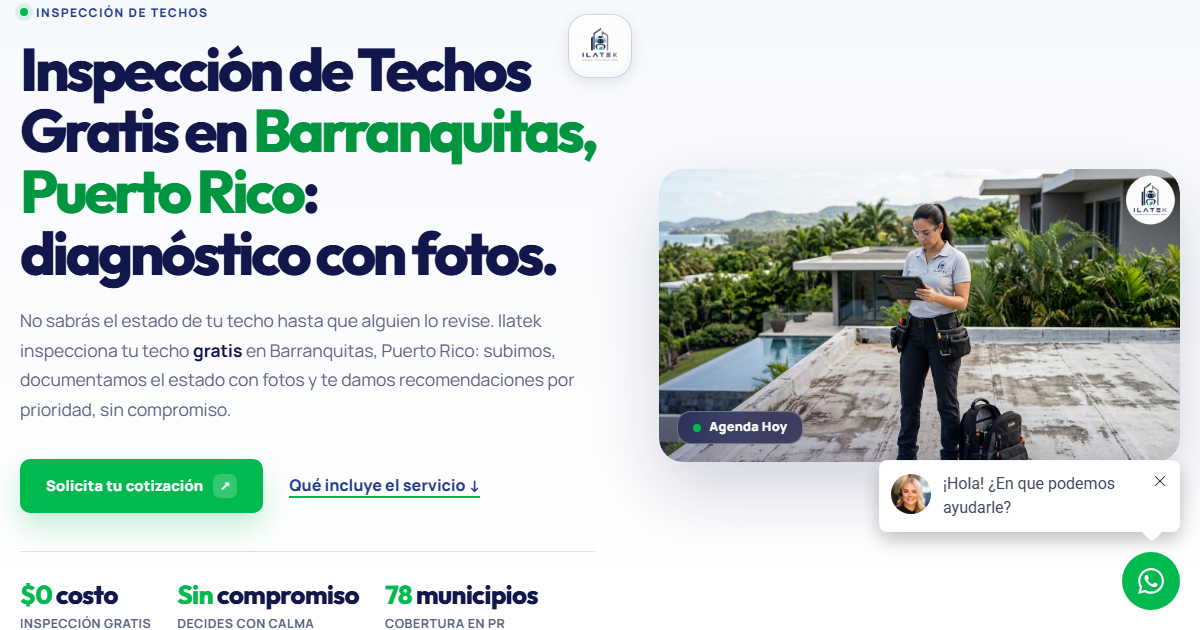 INSPECCIÓN DE TECHOS
ILATEK
Inspección de Techos
Gratis en Barranquitas,
Puerto Rico:
diagnóstico con fotos.
No sabrás el estado de tu techo hasta que alguien lo revise. Ilatek
inspecciona tu techo gratis en Barranquitas, Puerto Rico: subimos,
documentamos el estado con fotos y te damos recomendaciones por
prioridad, sin compromiso.
Solicita tu cotización ↗
Qué incluye el servicio ↓
$0 costo
INSPECCIÓN GRATIS
Sin compromiso
DECIDES CON CALMA
78 municipios
COBERTURA EN PR
ILATEK
ILATEK
Agenda Hoy
¡Hola! ¿En que podemos
ayudarle?